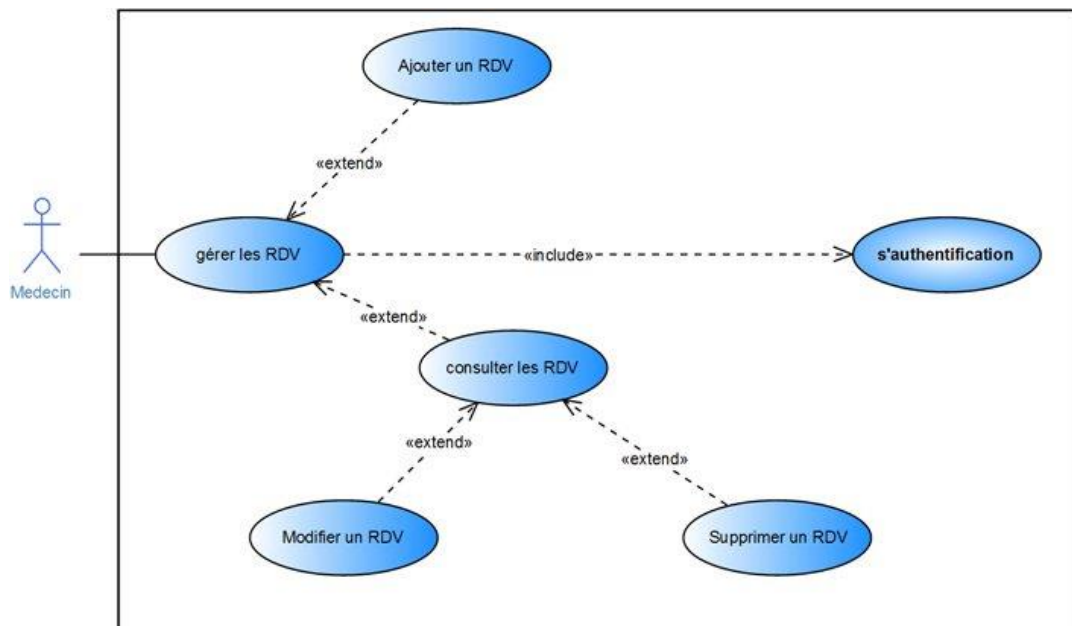 Ajouter un RDV
«extend»
gérer les RDV
«include»
s'authentification
Medecin
«extend»
consulter les RDV
«extend»
«extend»
Modifier un RDV
Supprimer un RDV